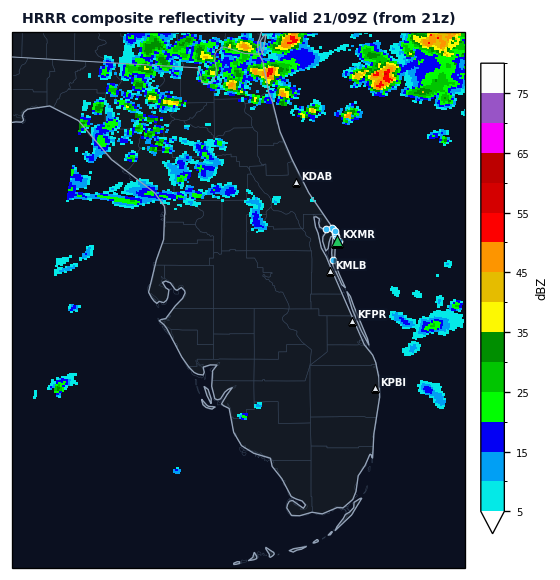 HRRR composite reflectivity — valid 21/09Z (from 21z)
KDAB
KXMR
KMLB
KFPR
KPBI
75
65
55
45
35
25
15
5
dBZ